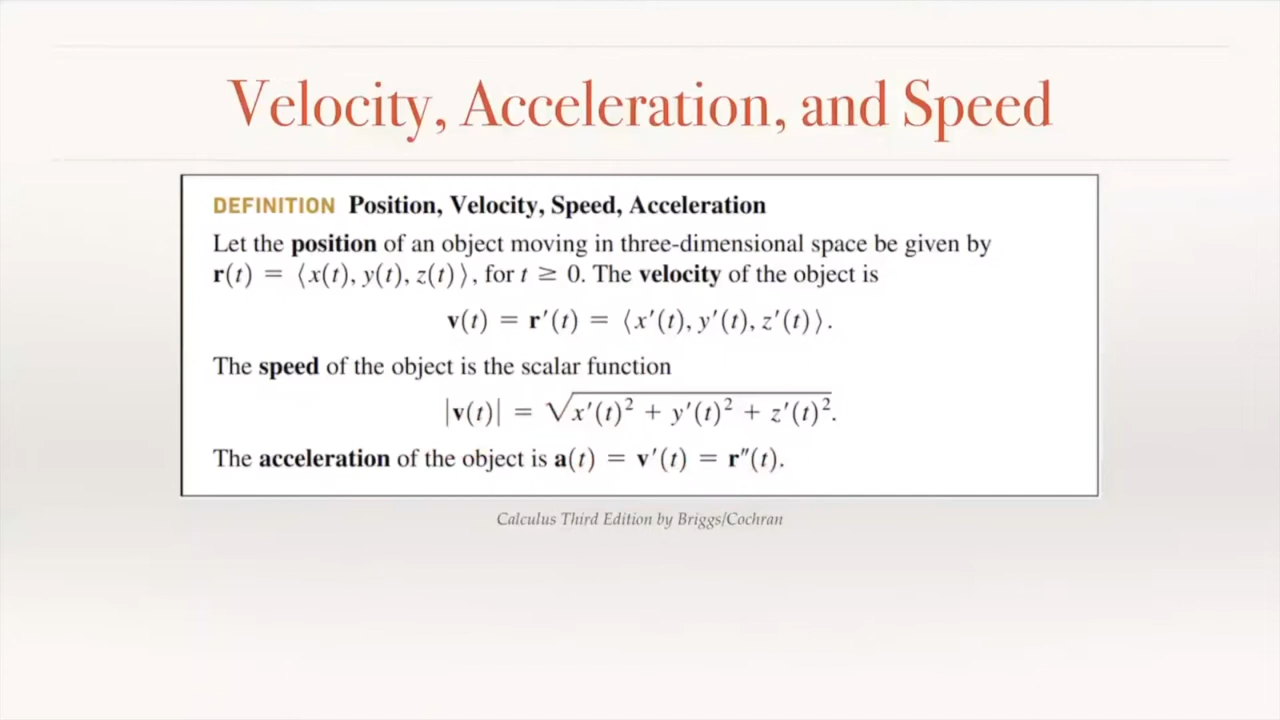 Velocity, Acceleration, and Speed
DEFINITION Position, Velocity, Speed, Acceleration
Let the position of an object moving in three-dimensional space be given by
r(t) = ⟨x(t), y(t), z(t)⟩, for t ≥ 0. The velocity of the object is
v(t) = r′(t) = ⟨x′(t), y′(t), z′(t)⟩.
The speed of the object is the scalar function
|v(t)| = √x′(t)² + y′(t)² + z′(t)².
The acceleration of the object is a(t) = v′(t) = r″(t).
Calculus Third Edition by Briggs/Cochran